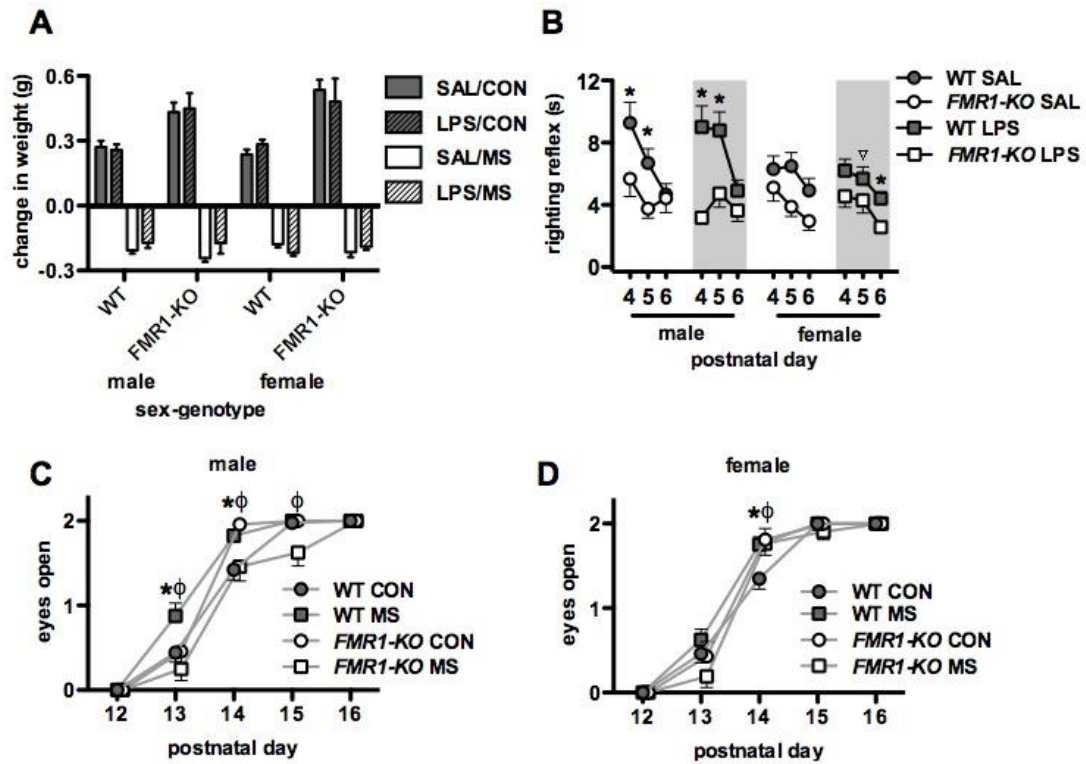 A
change in weight (g)
0.6
0.3
0.0
-0.3
SAL/CON
LPS/CON
SAL/MS
LPS/MS
WT
FMR1-KO
WT
FMR1-KO
male
female
sex-genotype
B
righting reflex (s)
12
8
4
0
*
*
*
*
▽
*
WT SAL
FMR1-KO SAL
WT LPS
FMR1-KO LPS
4 5 6 4 5 6 4 5 6 4 5 6
male
female
postnatal day
C
male
eyes open
2
1
0
*ϕ
*ϕ
ϕ
WT CON
WT MS
FMR1-KO CON
FMR1-KO MS
12 13 14 15 16
postnatal day
D
female
eyes open
2
1
0
*ϕ
WT CON
WT MS
FMR1-KO CON
FMR1-KO MS
12 13 14 15 16
postnatal day